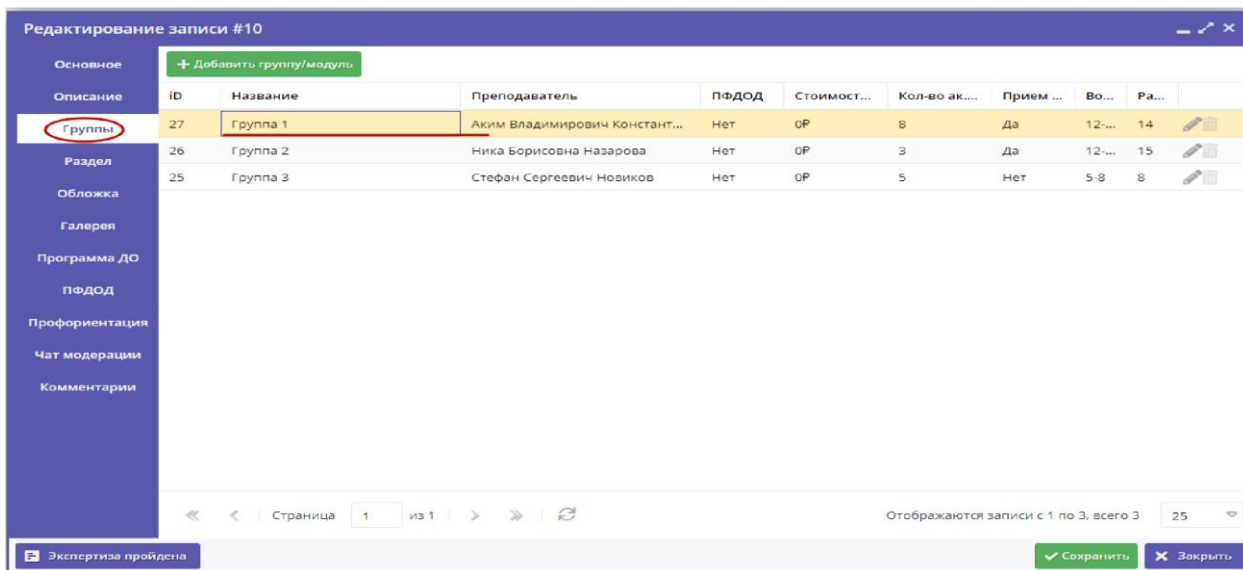 Редактирование записи #10
Основное
+ Добавить группу/модуль
Описание
ID Название Преподаватель ПФДОД Стоимост... Кол-во ак.... Прием ... Во... Ра...
Группы
27 Группа 1 Аким Владимирович Констант... Нет 0₽ 8 Да 12-... 14
26 Группа 2 Ника Борисовна Назарова Нет 0₽ 3 Да 12-... 15
Раздел
25 Группа 3 Стефан Сергеевич Новиков Нет 0₽ 5 Нет 5-8 8
Обложка
Галерея
Программа ДО
ПФДОД
Профориентация
Чат модерации
Комментарии
Страница 1 из 1
Отображаются записи с 1 по 3, всего 3 25
Экспертиза пройдена
Сохранить
Закрыть